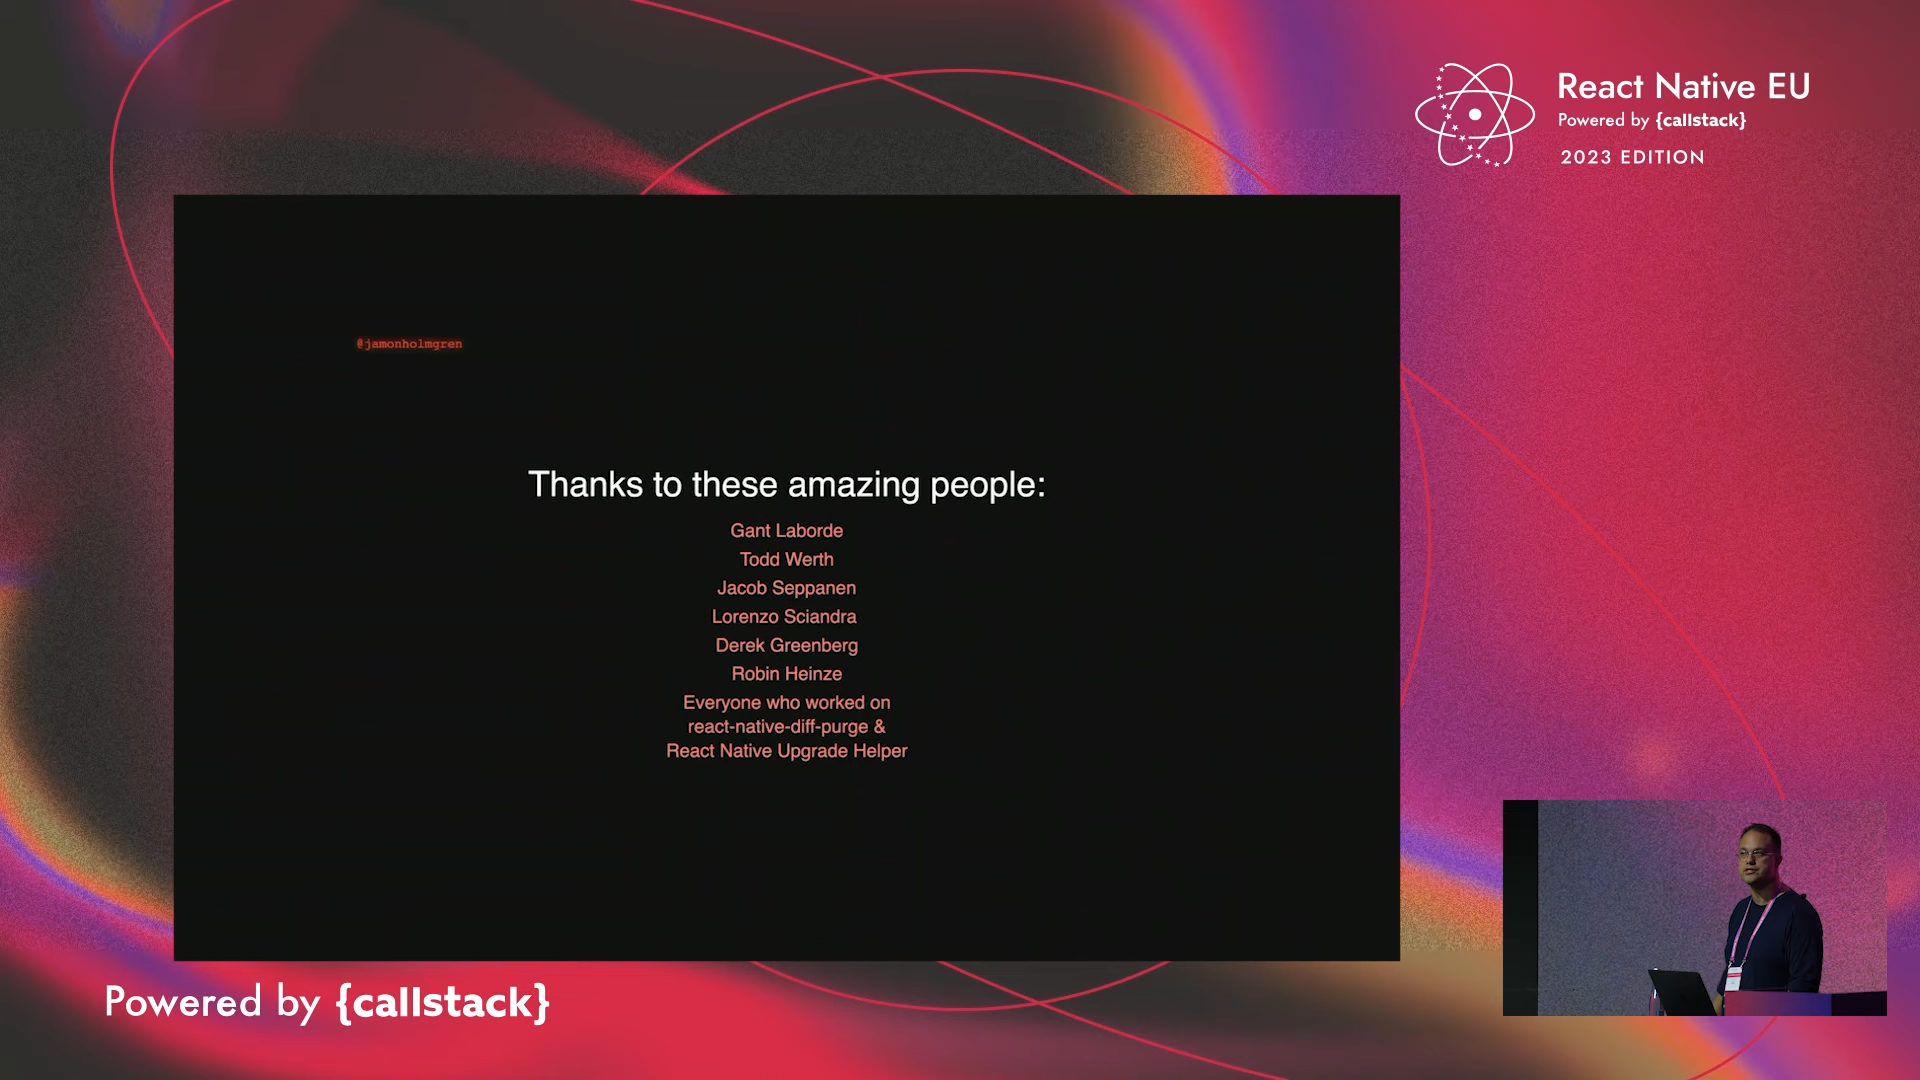 React Native EU
Powered by {callstack}
2023 EDITION
@jamonholmgren
Thanks to these amazing people:
Gant Laborde
Todd Werth
Jacob Seppanen
Lorenzo Sciandra
Derek Greenberg
Robin Heinze
Everyone who worked on
react-native-diff-purge &
React Native Upgrade Helper
Powered by {callstack}